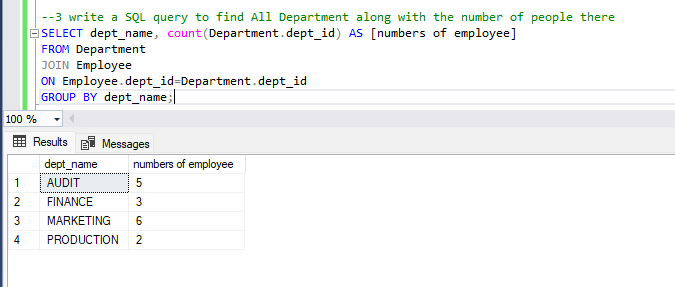 --3 write a SQL query to find All Department along with the number of people there
SELECT dept_name, count(Department.dept_id) AS [numbers of employee]
FROM Department
JOIN Employee
ON Employee.dept_id=Department.dept_id
GROUP BY dept_name;
100 %
Results Messages
dept_name numbers of employee
1 AUDIT 5
2 FINANCE 3
3 MARKETING 6
4 PRODUCTION 2